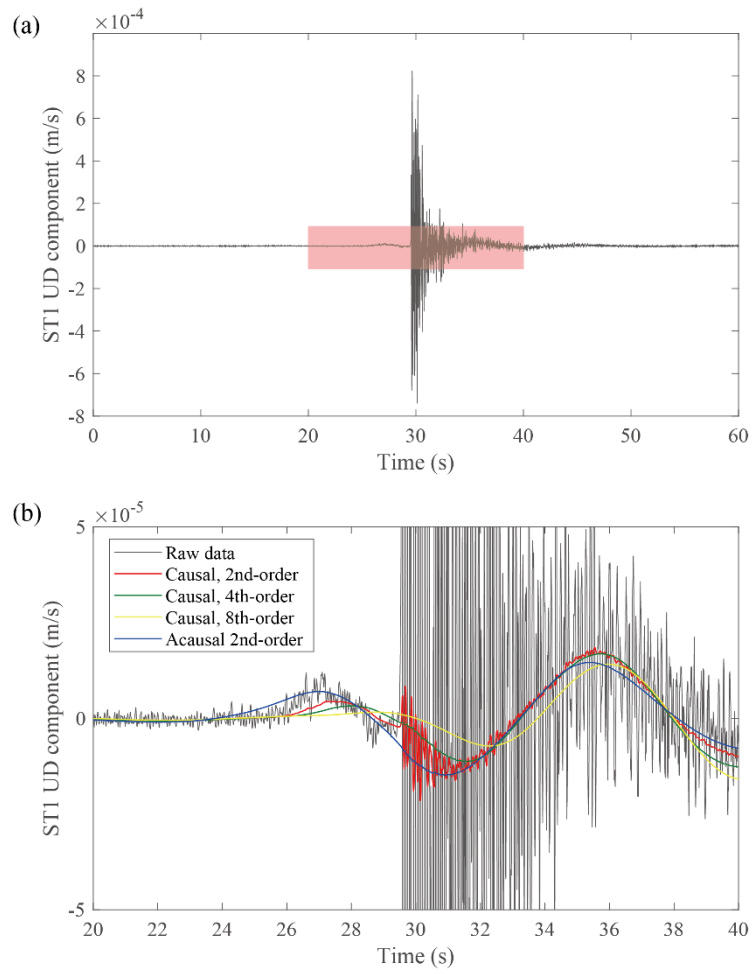 (a)
×10⁻⁴
8
6
4
2
0
-2
-4
-6
-8
ST1 UD component (m/s)
0 10 20 30 40 50 60
Time (s)
(b)
×10⁻⁵
5
0
-5
ST1 UD component (m/s)
Raw data
Causal, 2nd-order
Causal, 4th-order
Causal, 8th-order
Acausal 2nd-order
20 22 24 26 28 30 32 34 36 38 40
Time (s)